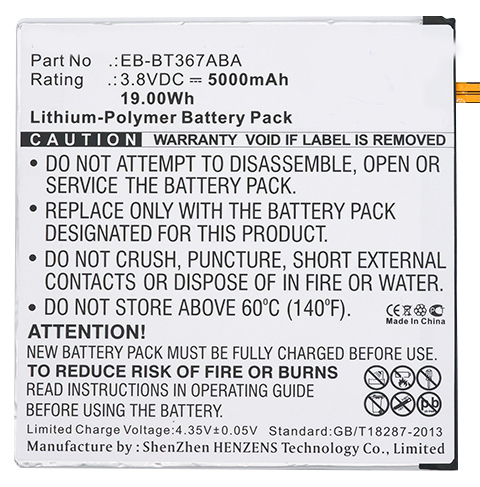 Part No .:EB-BT367ABA
Rating .:3.8VDC ⎓ 5000mAh
19.00Wh
Lithium-Polymer Battery Pack
CAUTION WARRANTY VOID IF LABEL IS REMOVED
• DO NOT ATTEMPT TO DISASSEMBLE, OPEN OR
SERVICE THE BATTERY PACK.
• REPLACE ONLY WITH THE BATTERY PACK
DESIGNATED FOR THIS PRODUCT.
• DO NOT CRUSH, PUNCTURE, SHORT EXTERNAL
CONTACTS OR DISPOSE OF IN FIRE OR WATER.
• DO NOT STORE ABOVE 60°C (140°F).
CE
Made In China
ATTENTION!
NEW BATTERY PACK MUST BE FULLY CHARGED BEFORE USE.
TO REDUCE RISK OF FIRE OR BURNS
READ INSTRUCTIONS OPERATING GUIDE
BEFORE CHARGING THE BATTERIES.
Pb
Limited Charge Voltage:4.35V±0.05V Standard:GB/T18287-2013
Manufacture by : ShenZhen HENZENS Technology Co., Limited